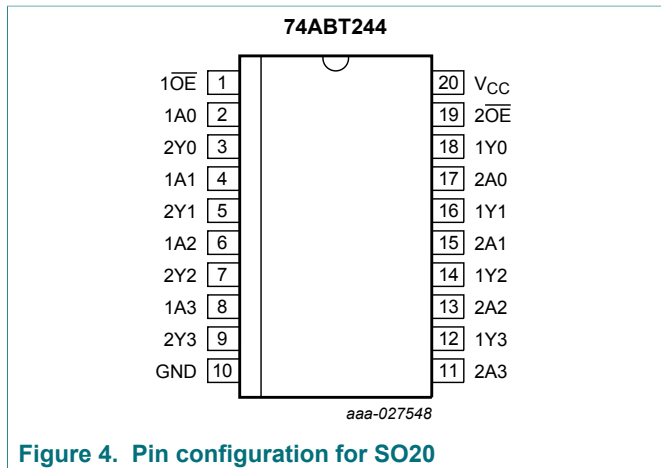 74ABT244
1O̅E̅ 1 20 VCC
1A0 2 19 2O̅E̅
2Y0 3 18 1Y0
1A1 4 17 2A0
2Y1 5 16 1Y1
1A2 6 15 2A1
2Y2 7 14 1Y2
1A3 8 13 2A2
2Y3 9 12 1Y3
GND 10 11 2A3
aaa-027548
Figure 4. Pin configuration for SO20